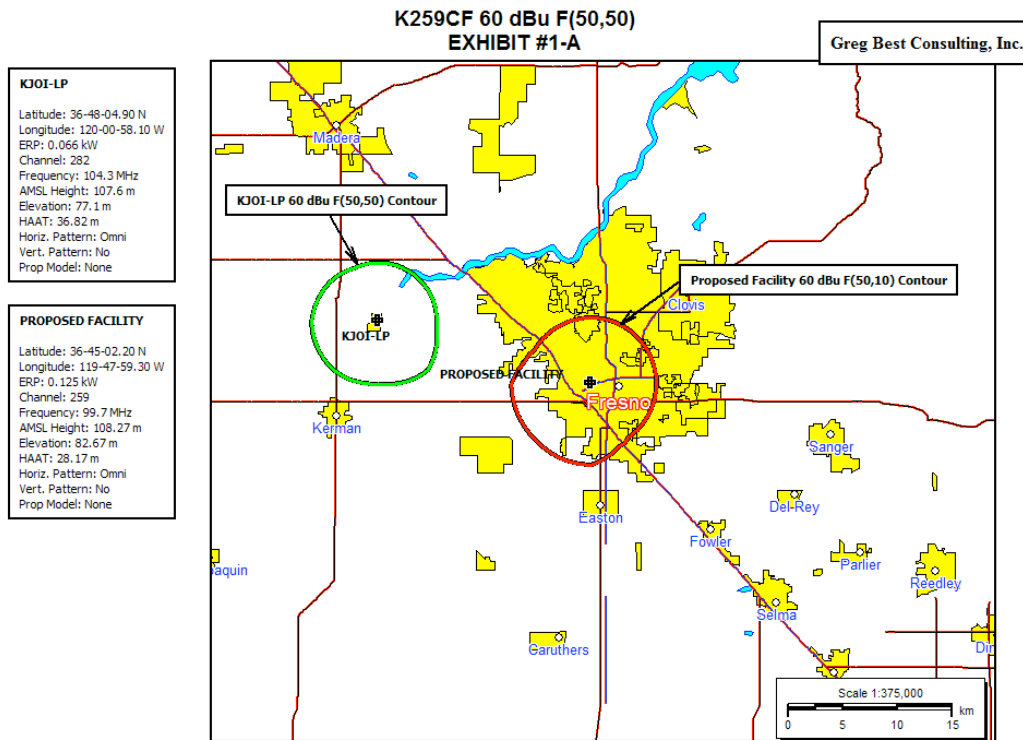 K259CF 60 dBu F(50,50)
EXHIBIT #1-A
Greg Best Consulting, Inc.
KJOI-LP
Latitude: 36-48-04.90 N
Longitude: 120-00-58.10 W
ERP: 0.066 kW
Channel: 282
Frequency: 104.3 MHz
AMSL Height: 107.6 m
Elevation: 77.1 m
HAAT: 36.82 m
Horiz. Pattern: Omni
Vert. Pattern: No
Prop Model: None
PROPOSED FACILITY
Latitude: 36-45-02.20 N
Longitude: 119-47-59.30 W
ERP: 0.125 kW
Channel: 259
Frequency: 99.7 MHz
AMSL Height: 108.27 m
Elevation: 82.67 m
HAAT: 28.17 m
Horiz. Pattern: Omni
Vert. Pattern: No
Prop Model: None
Madera
KJOI-LP 60 dBu F(50,50) Contour
Proposed Facility 60 dBu F(50,10) Contour
Clovis
KJOI-LP
PROPOSED FACILITY
Fresno
Kerman
Sanger
Del Rey
Easton
Fowler
Parlier
Reedley
aquin
Selma
Caruthers
Din
Scale 1:375,000
0 5 10 15 km